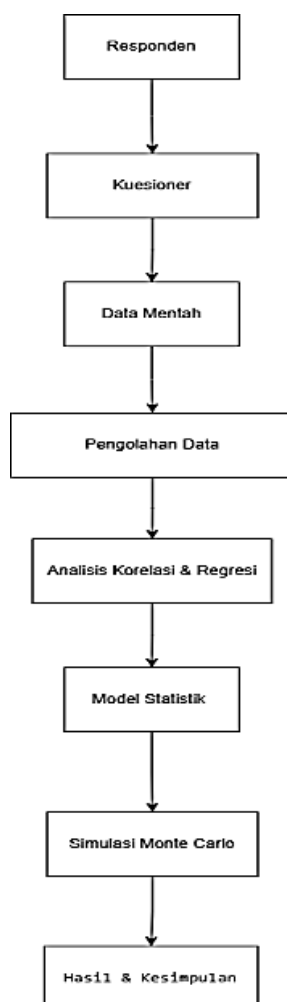 Responden
Kuesioner
Data Mentah
Pengolahan Data
Analisis Korelasi & Regresi
Model Statistik
Simulasi Monte Carlo
Hasil & Kesimpulan